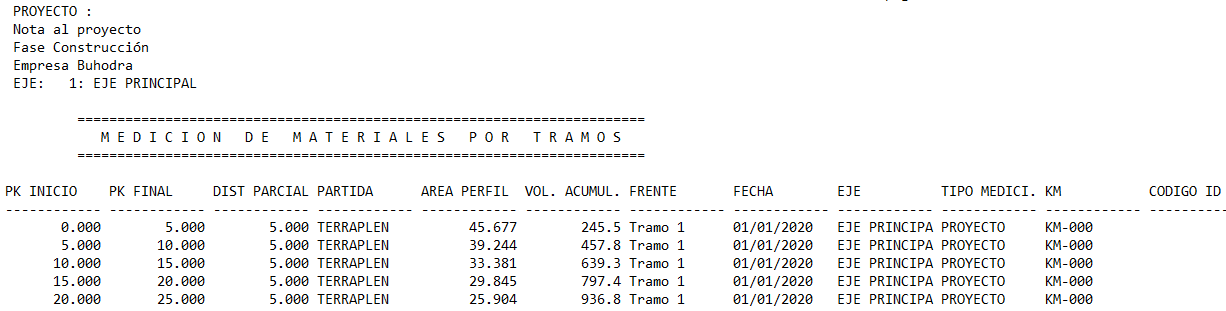 PROYECTO :
Nota al proyecto
Fase Construcción
Empresa Buhodra
EJE:   1: EJE PRINCIPAL
=======================================================================
M E D I C I O N   D E   M A T E R I A L E S   P O R   T R A M O S
=======================================================================
PK INICIO    PK FINAL     DIST PARCIAL PARTIDA      AREA PERFIL  VOL. ACUMUL. FRENTE       FECHA        EJE          TIPO MEDICI. KM           CODIGO ID
------------ ------------ ------------ ------------ ------------ ------------ ------------ ------------ ------------ ------------ ------------ ----------
0.000        5.000        5.000 TERRAPLEN          45.677        245.5 Tramo 1      01/01/2020   EJE PRINCIPA PROYECTO     KM-000
5.000       10.000        5.000 TERRAPLEN          39.244        457.8 Tramo 1      01/01/2020   EJE PRINCIPA PROYECTO     KM-000
10.000       15.000        5.000 TERRAPLEN          33.381        639.3 Tramo 1      01/01/2020   EJE PRINCIPA PROYECTO     KM-000
15.000       20.000        5.000 TERRAPLEN          29.845        797.4 Tramo 1      01/01/2020   EJE PRINCIPA PROYECTO     KM-000
20.000       25.000        5.000 TERRAPLEN          25.904        936.8 Tramo 1      01/01/2020   EJE PRINCIPA PROYECTO     KM-000